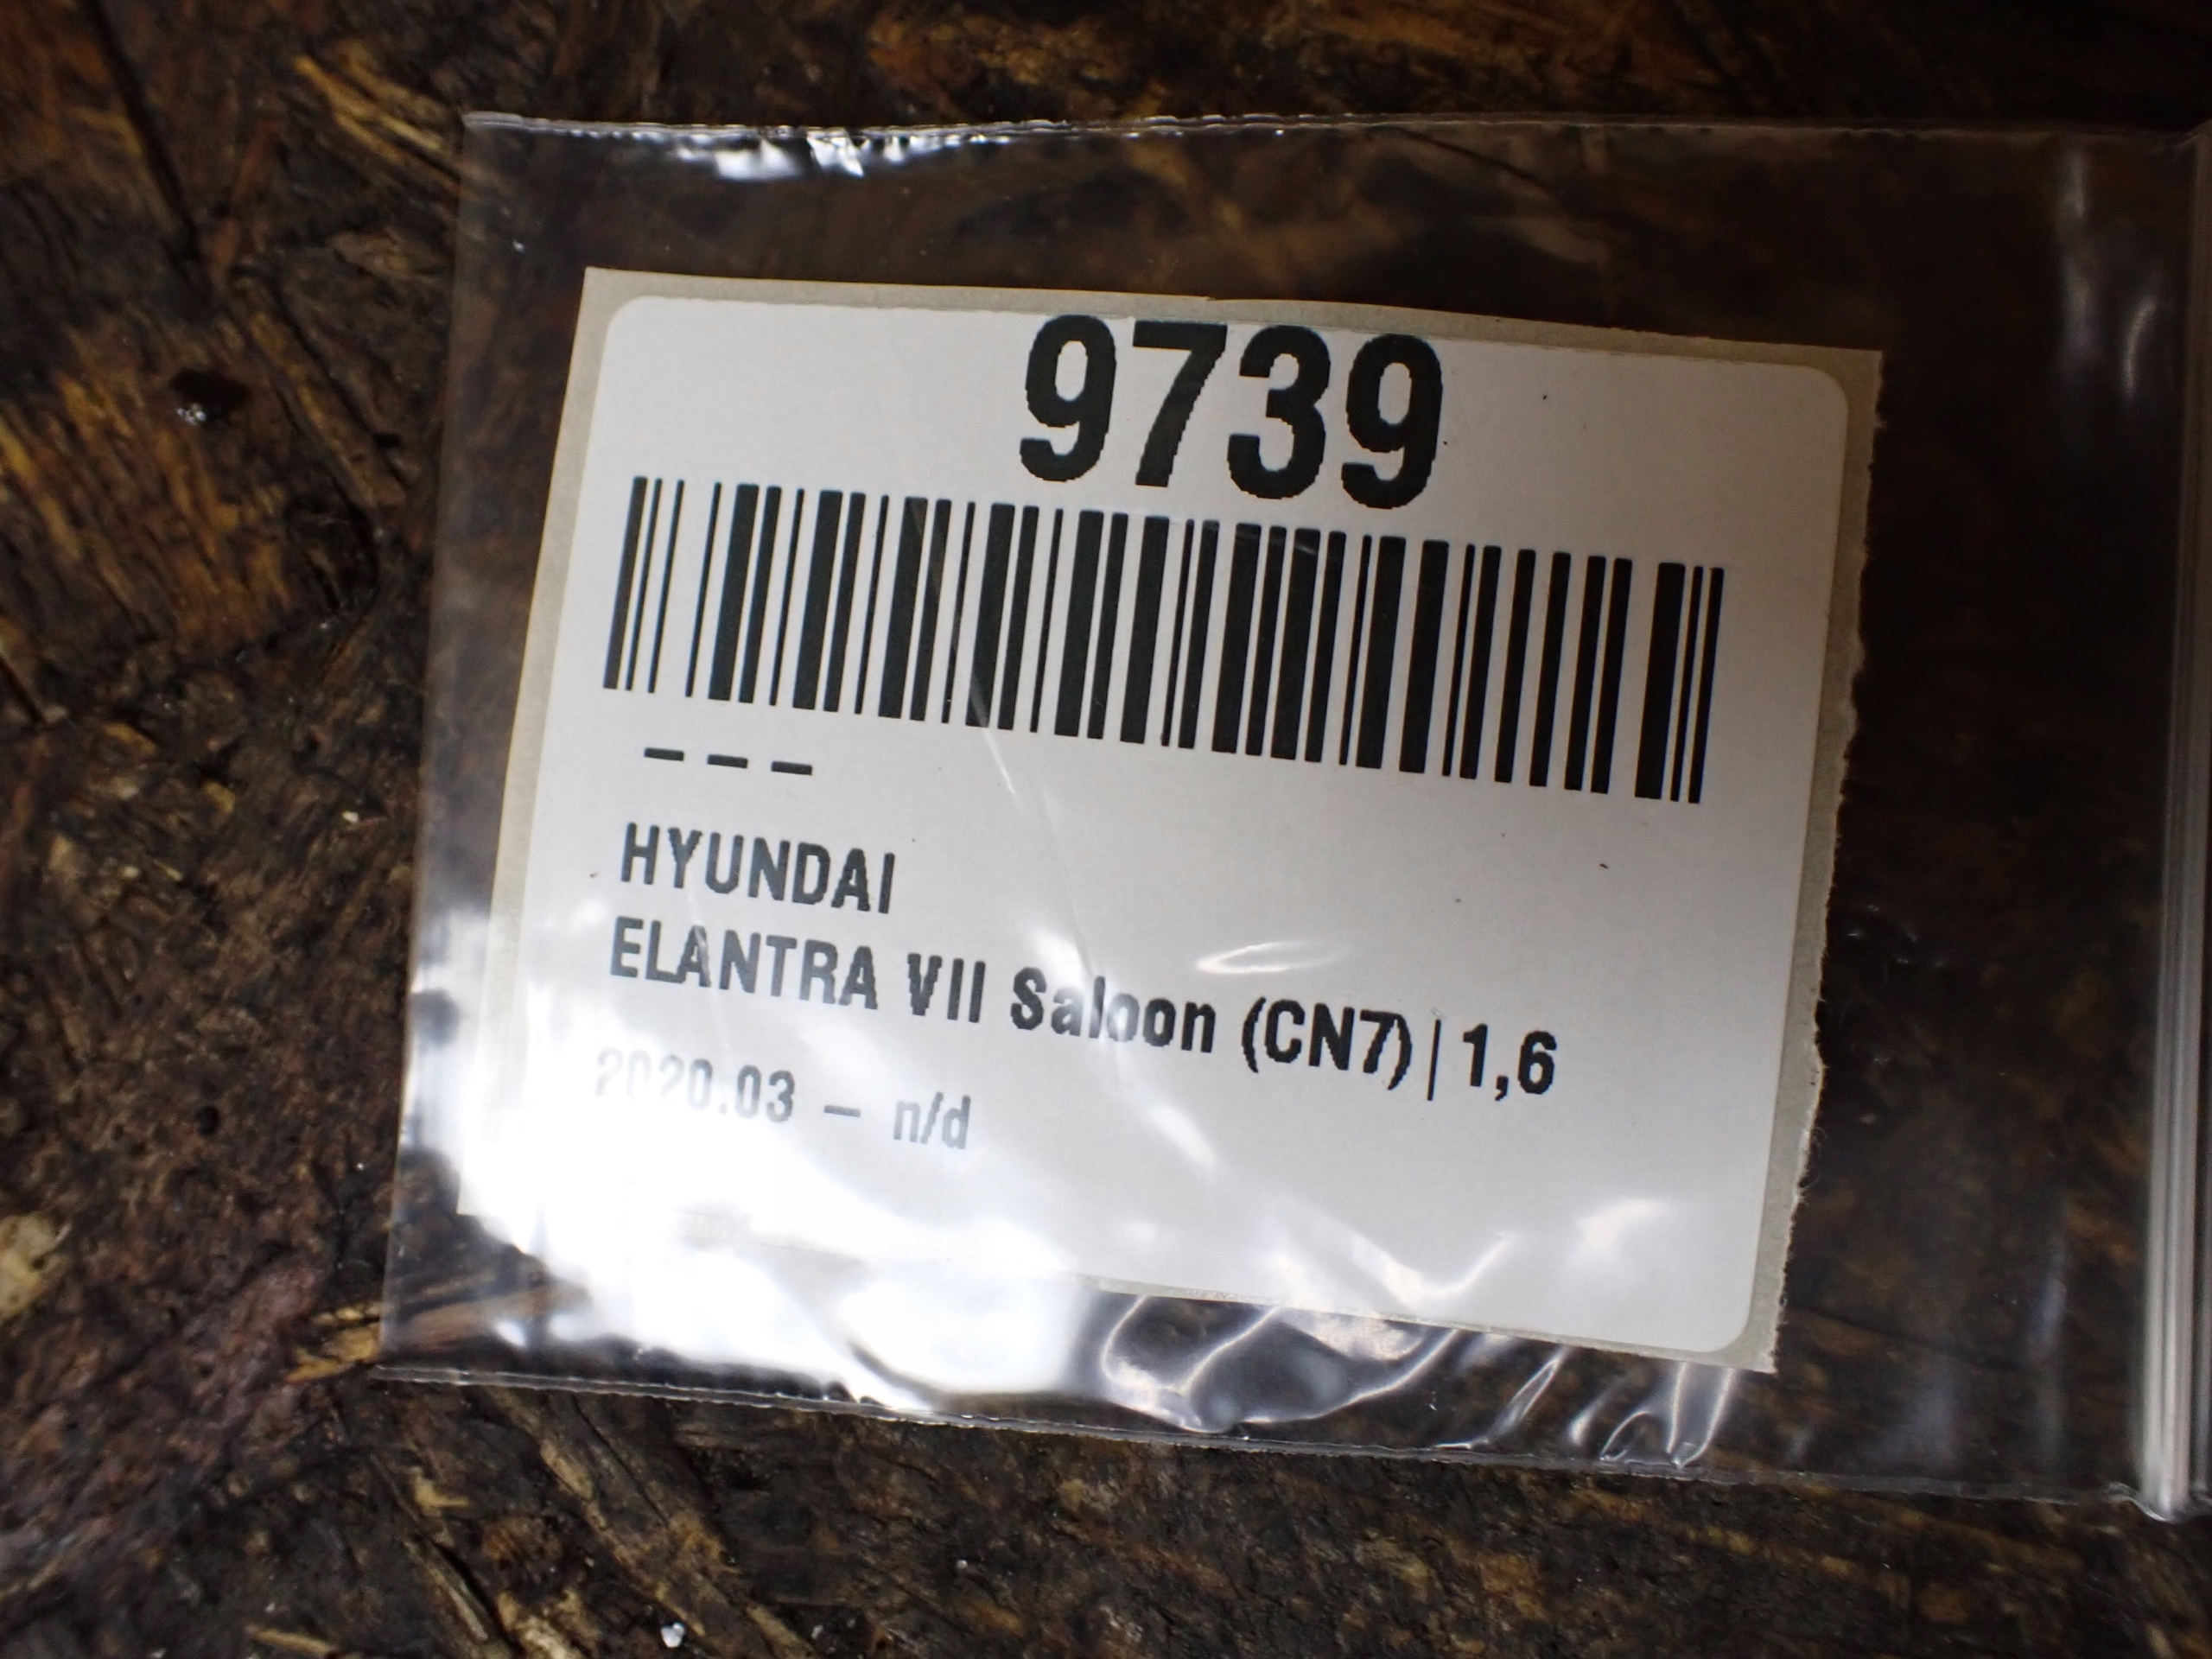 9739
– – –
HYUNDAI
ELANTRA VII Saloon (CN7)|1,6
2020.03 – n/d